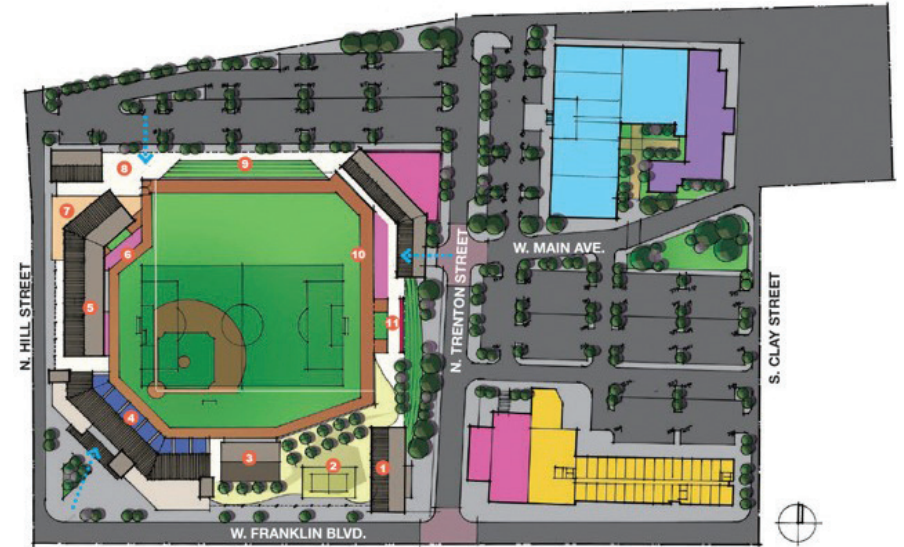 9
8
7
6
10
W. MAIN AVE.
N. HILL STREET
N. TRENTON STREET
S. CLAY STREET
5
11
4
3
2
1
W. FRANKLIN BLVD.